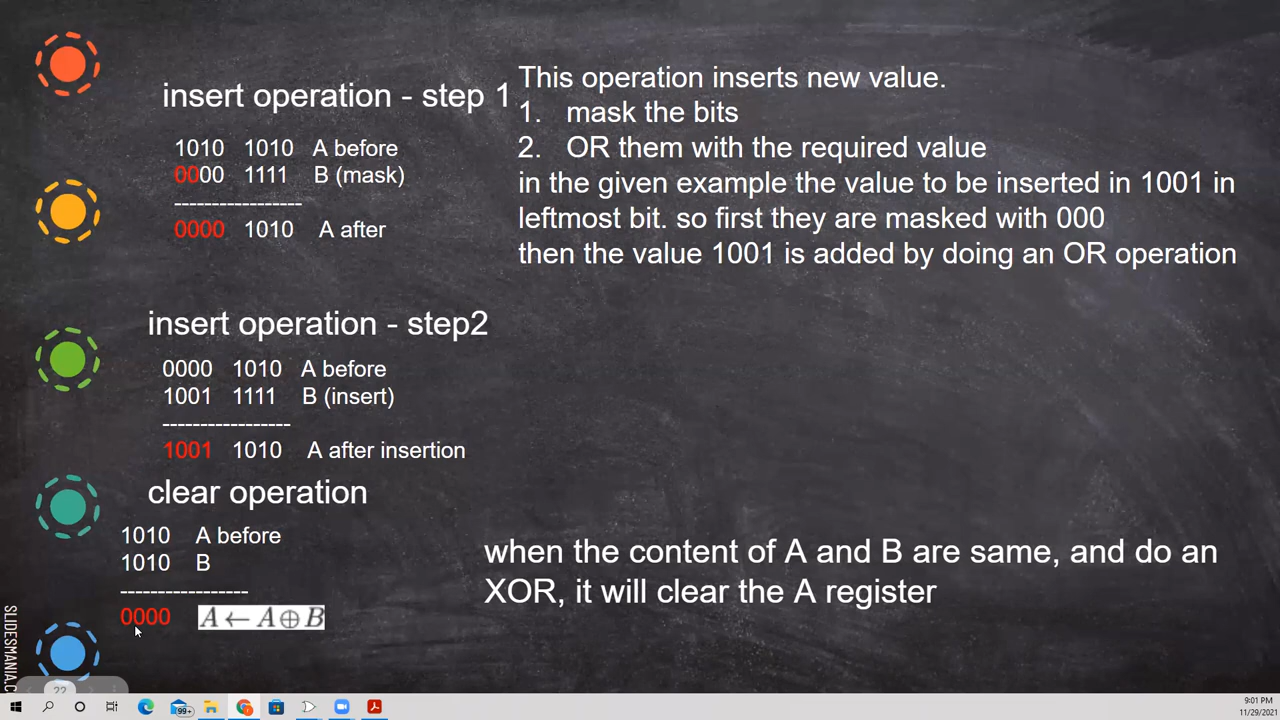 insert operation - step 1
1010 1010 A before
0000 1111 B (mask)
-----------------
0000 1010 A after
This operation inserts new value.
1. mask the bits
2. OR them with the required value
in the given example the value to be inserted in 1001 in
leftmost bit. so first they are masked with 000
then the value 1001 is added by doing an OR operation
insert operation - step2
0000 1010 A before
1001 1111 B (insert)
-----------------
1001 1010 A after insertion
clear operation
1010 A before
1010 B
-----------------
0000 A ← A ⊕ B
when the content of A and B are same, and do an
XOR, it will clear the A register
SLIDESMANIA.C
22
99+
9:01 PM
11/29/2021